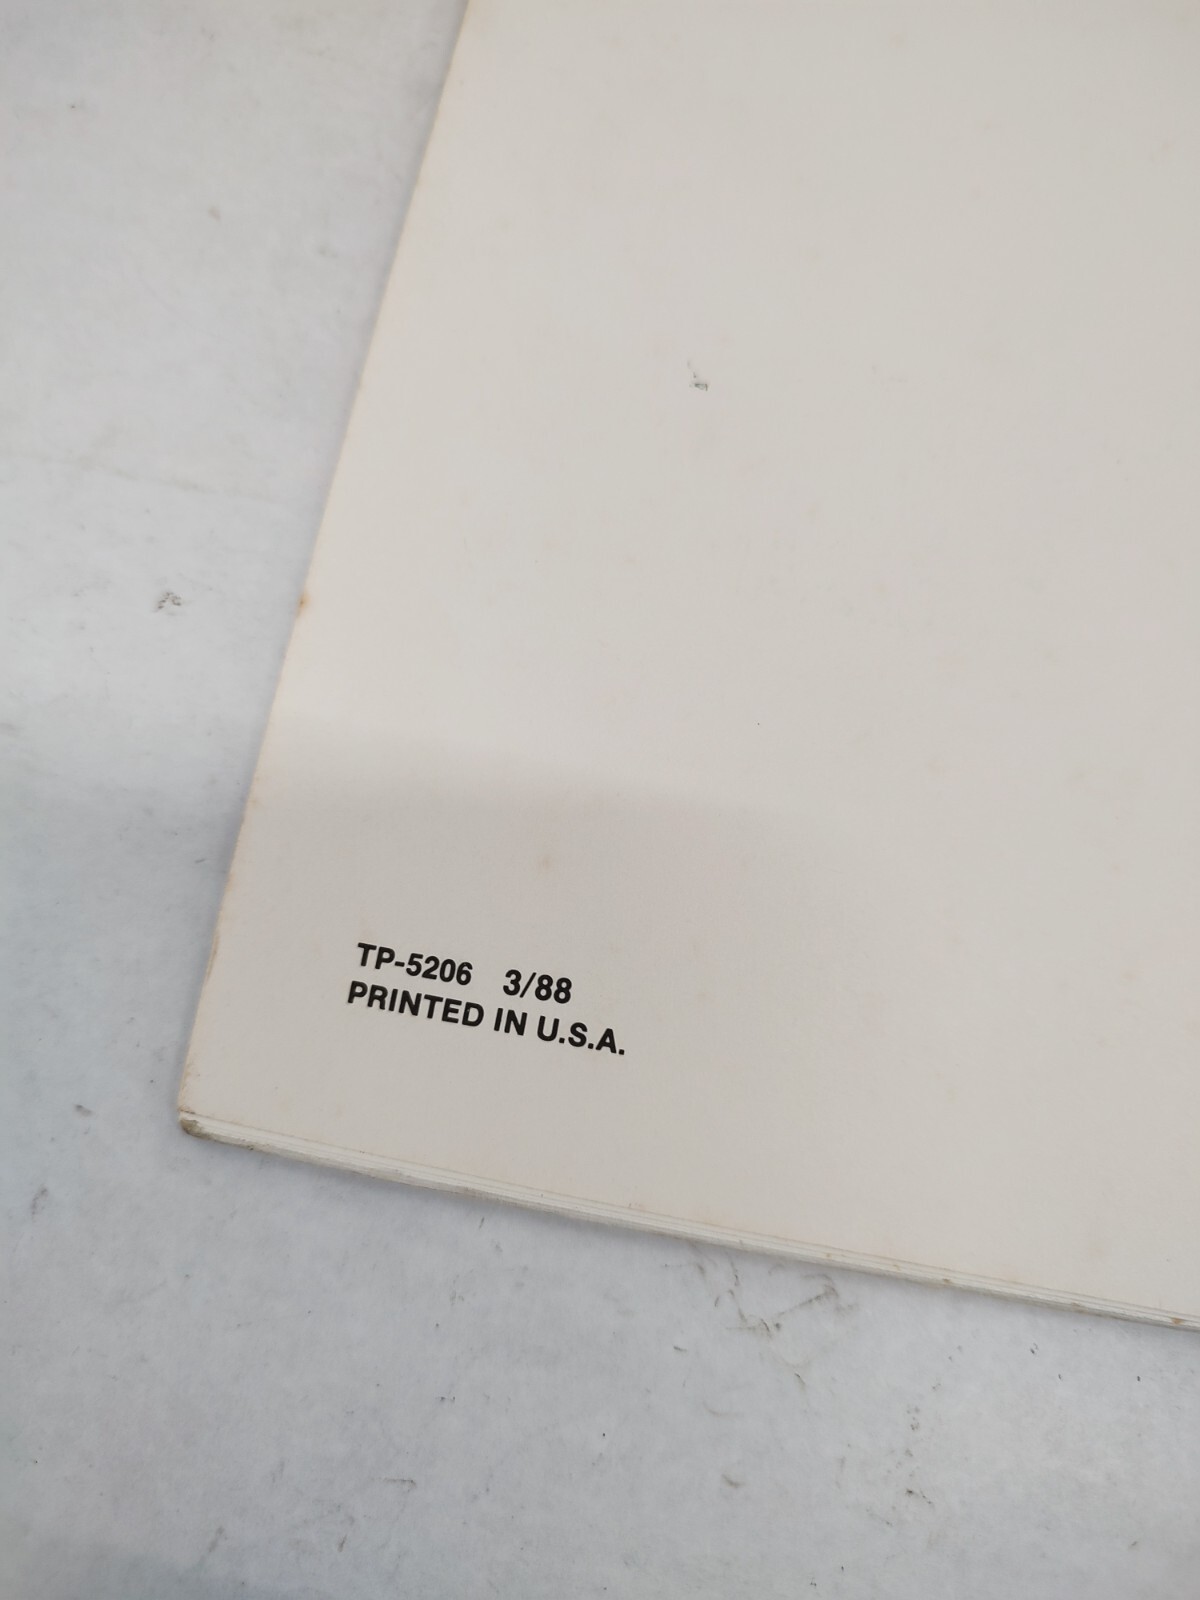 TP-5206 3/88
PRINTED IN U.S.A.